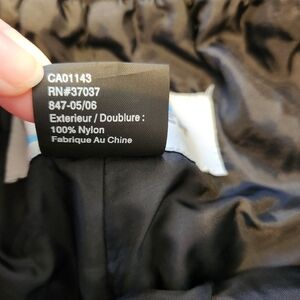 CA01143
RN#37037
847-05/06
Exterieur / Doublure :
100% Nylon
Fabrique Au Chine